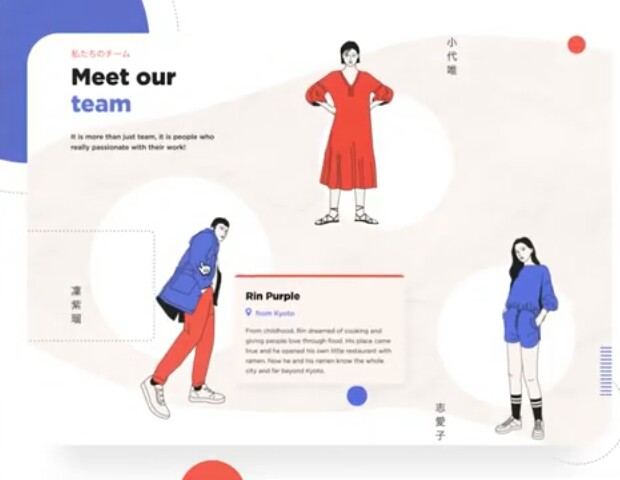 私たちのチーム
Meet our
team
It is more than just team, it is people who
really passionate with their work!
小代唯
凜紫瑠
Rin Purple
from Kyoto
From childhood, Rin dreamed of cooking and
giving people love through food. His place came
true and he opened his own little restaurant with
ramen. Now he and his ramen know the whole
city and far beyond Kyoto.
志愛子